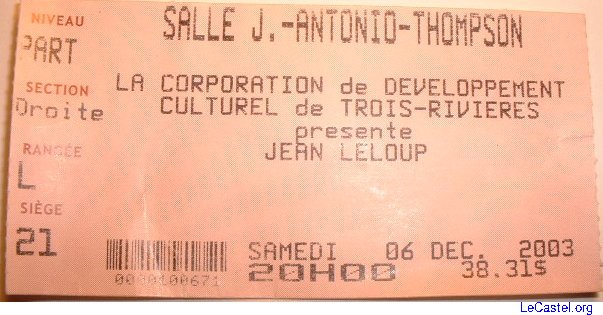 SALLE J.-ANTONIO-THOMPSON
NIVEAU
PART
LA CORPORATION de DEVELOPPEMENT
SECTION
CULTUREL de TROIS-RIVIERES
Droite
presente
RANGÉE
JEAN LELOUP
L
SIÈGE
21
SAMEDI 06 DEC. 2003
20H00 38.31$
0000100671
LeCastel.org